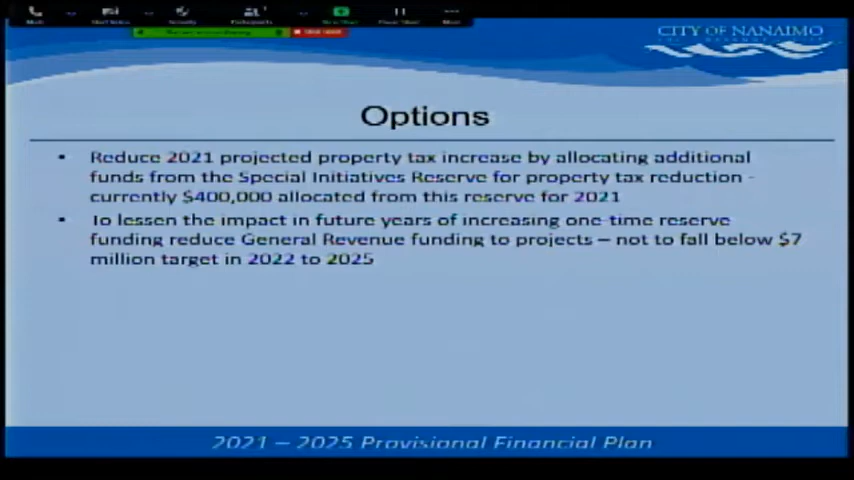 CITY OF NANAIMO
Options
• Reduce 2021 projected property tax increase by allocating additional
funds from the Special Initiatives Reserve for property tax reduction -
currently $400,000 allocated from this reserve for 2021
• To lessen the impact in future years of increasing one-time reserve
funding reduce General Revenue funding to projects – not to fall below $7
million target in 2022 to 2025
2021 – 2025 Provisional Financial Plan